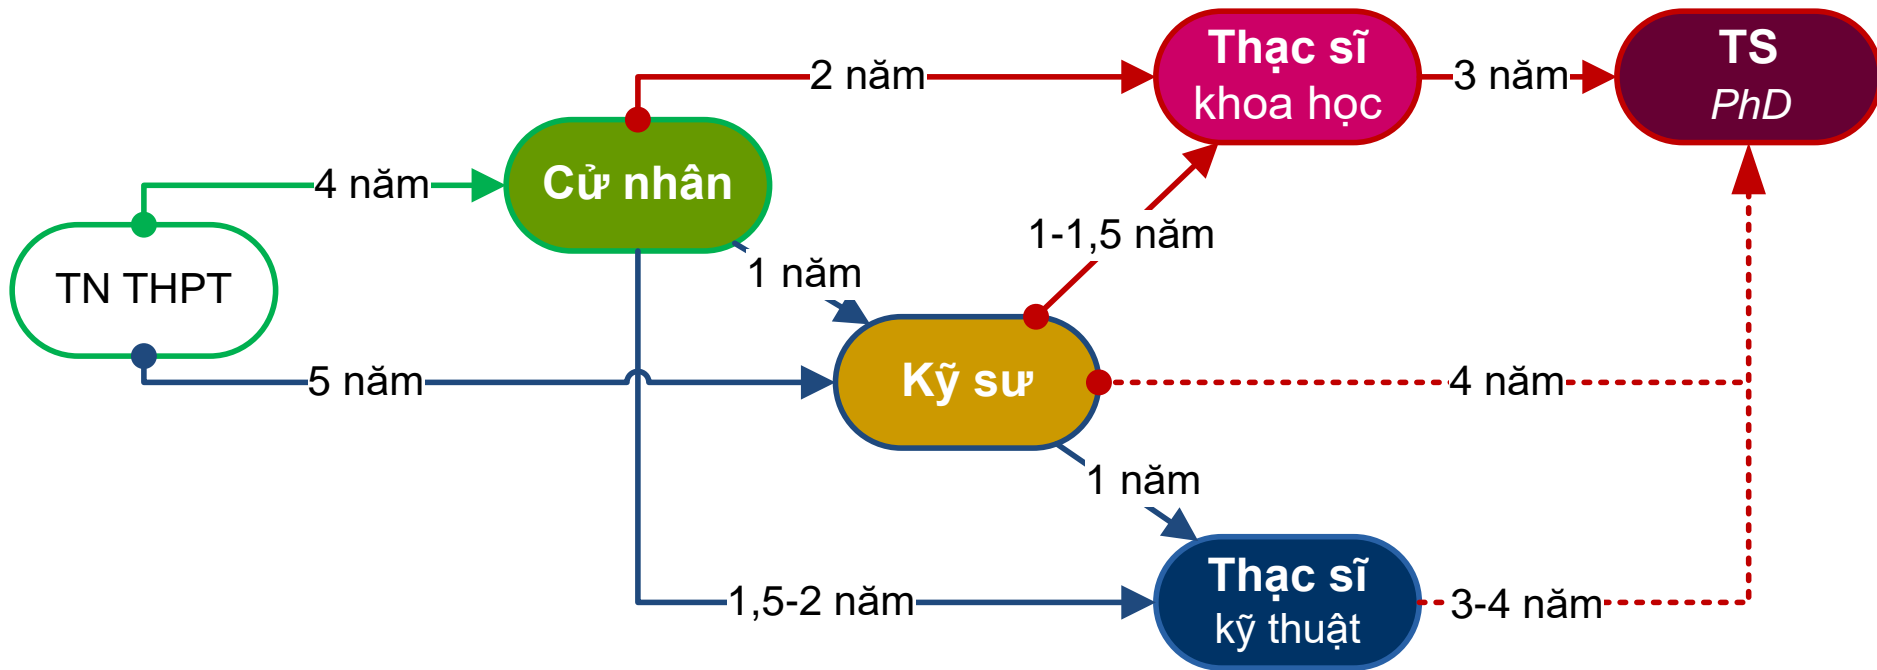 Thạc sĩ
khoa học
TS
PhD
2 năm
3 năm
4 năm
Cử nhân
1-1,5 năm
TN THPT
1 năm
5 năm
Kỹ sư
4 năm
1 năm
Thạc sĩ
kỹ thuật
1,5-2 năm
3-4 năm